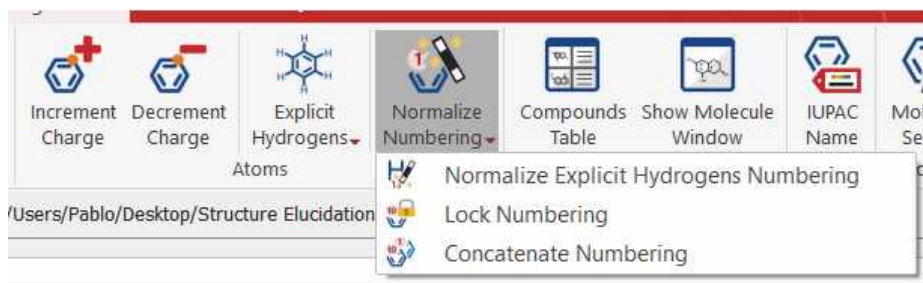 Increment Charge
Decrement Charge
Explicit Hydrogens
Normalize Numbering
Compounds Table
Show Molecule Window
IUPAC Name
Atoms
Normalize Explicit Hydrogens Numbering
/Users/Pablo/Desktop/Structure Elucidation
Lock Numbering
Concatenate Numbering